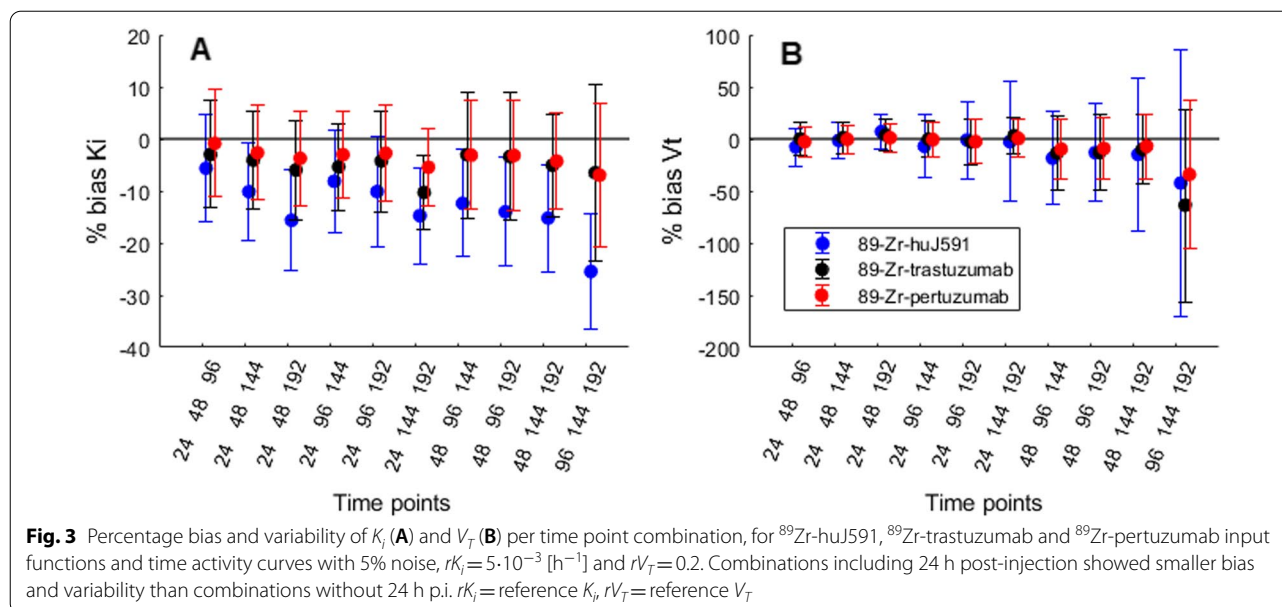 A
B
20
10
0
-10
-20
-30
-40
% bias Ki
24 48 96
24 48 144
24 48 192
24 96 144
24 96 192
24 144 192
48 96 144
48 96 192
48 144 192
96 144 192
Time points
100
50
0
-50
-100
-150
-200
% bias Vt
89-Zr-huJ591
89-Zr-trastuzumab
89-Zr-pertuzumab
24 48 96
24 48 144
24 48 192
24 96 144
24 96 192
24 144 192
48 96 144
48 96 192
48 144 192
96 144 192
Time points
Fig. 3 Percentage bias and variability of Kᵢ (A) and V_T (B) per time point combination, for ⁸⁹Zr-huJ591, ⁸⁹Zr-trastuzumab and ⁸⁹Zr-pertuzumab input
functions and time activity curves with 5% noise, rKᵢ = 5·10⁻³ [h⁻¹] and rV_T = 0.2. Combinations including 24 h post-injection showed smaller bias
and variability than combinations without 24 h p.i. rKᵢ = reference Kᵢ, rV_T = reference V_T